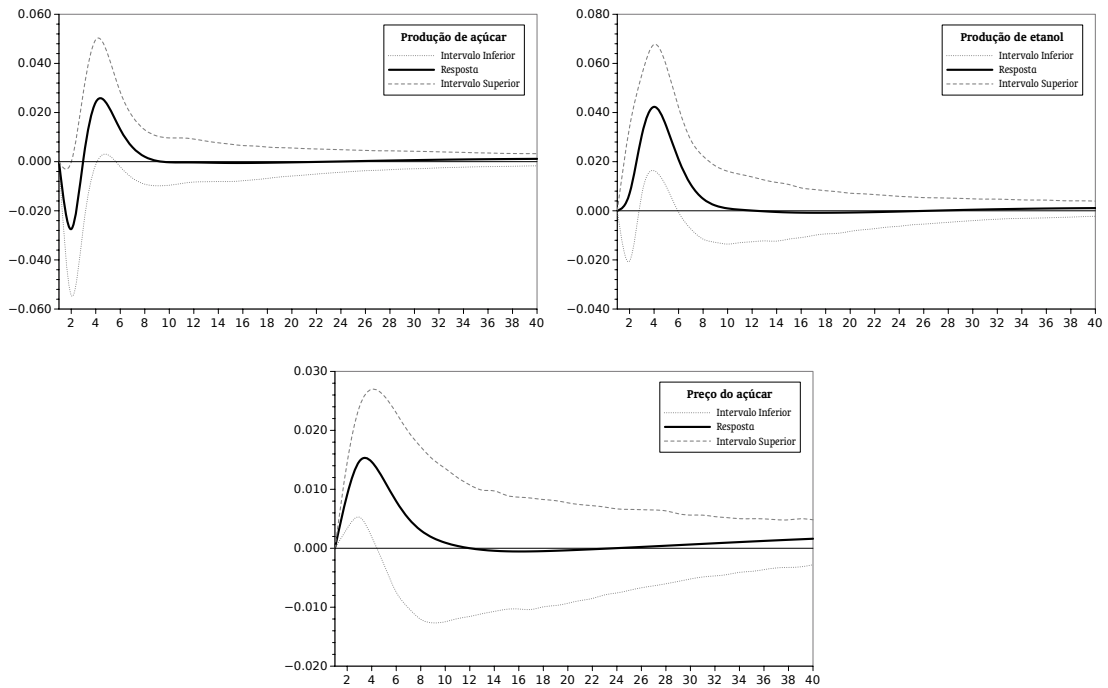 0.060
0.040
0.020
0.000
−0.020
−0.040
−0.060
Produção de açúcar
Intervalo Inferior
Resposta
Intervalo Superior
2 4 6 8 10 12 14 16 18 20 22 24 26 28 30 32 34 36 38 40
0.080
0.060
0.040
0.020
0.000
−0.020
−0.040
Produção de etanol
Intervalo Inferior
Resposta
Intervalo Superior
2 4 6 8 10 12 14 16 18 20 22 24 26 28 30 32 34 36 38 40
0.030
0.020
0.010
0.000
−0.010
−0.020
Preço do açúcar
Intervalo Inferior
Resposta
Intervalo Superior
2 4 6 8 10 12 14 16 18 20 22 24 26 28 30 32 34 36 38 40